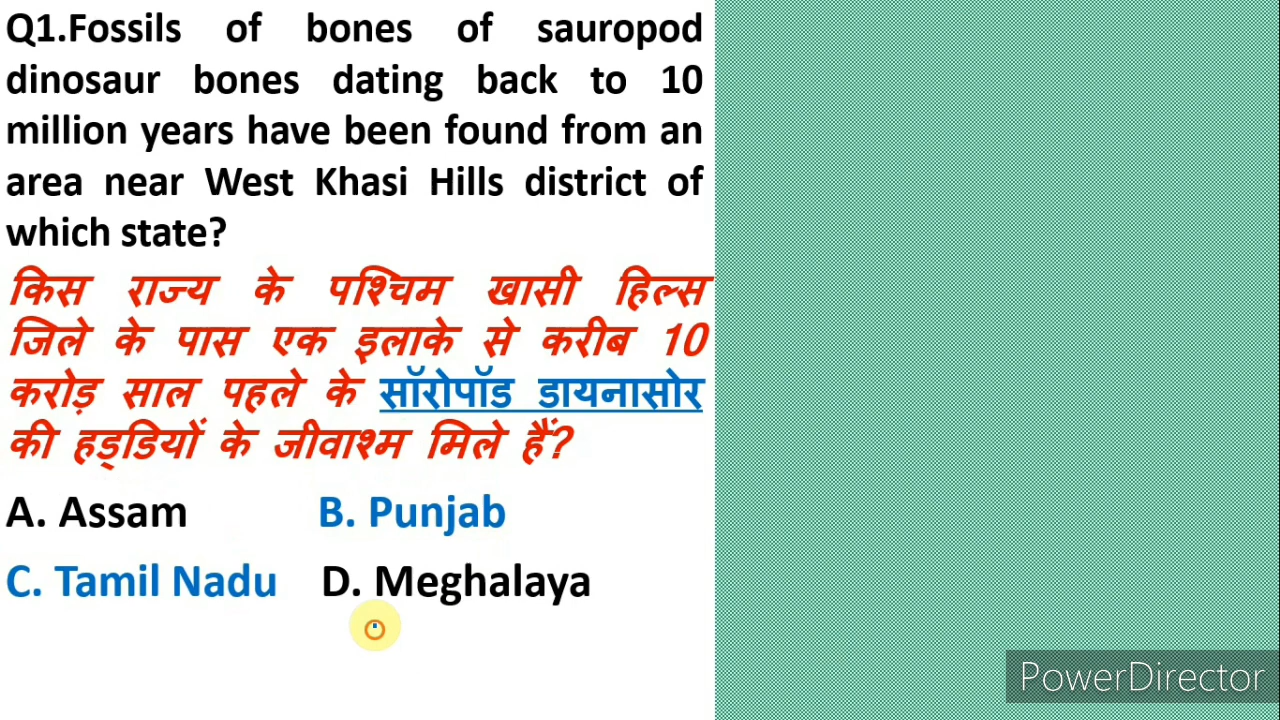 Q1.Fossils of bones of sauropod
dinosaur bones dating back to 10
million years have been found from an
area near West Khasi Hills district of
which state?
किस राज्य के पश्चिम खासी हिल्स
जिले के पास एक इलाके से करीब 10
करोड़ साल पहले के सॉरोपॉड डायनासोर
की हड्डियों के जीवाश्म मिले हैं?
A. Assam B. Punjab
C. Tamil Nadu D. Meghalaya
PowerDirector